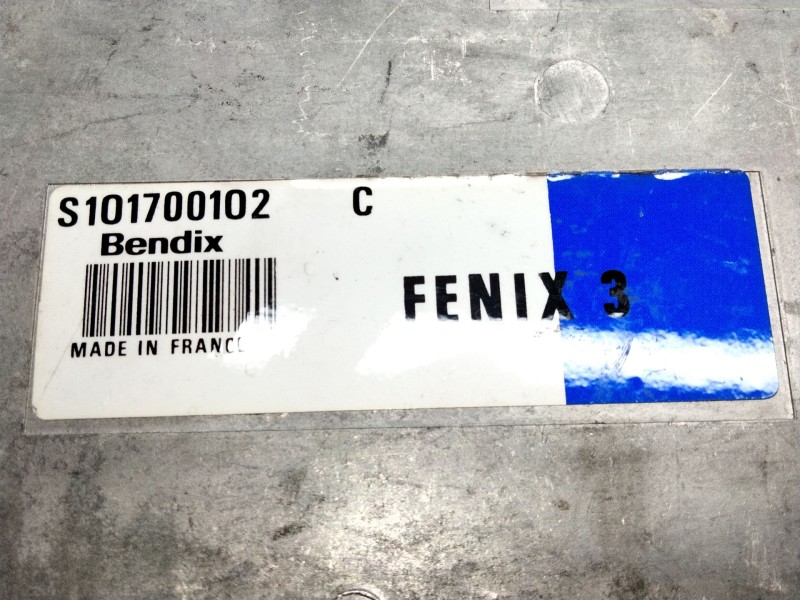 S101700102 C
Bendix
FENIX 3
MADE IN FRANCE